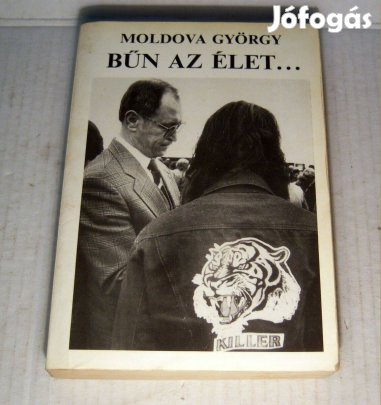 Jófogás
MOLDOVA GYÖRGY
BŰN AZ ÉLET...
KILLER